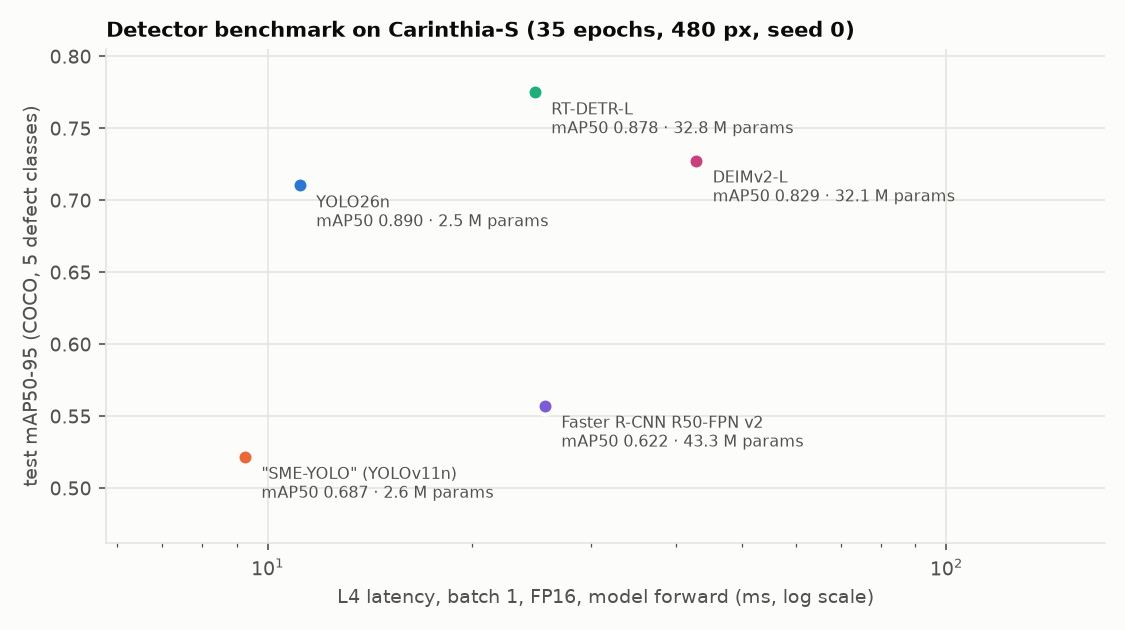 Detector benchmark on Carinthia-S (35 epochs, 480 px, seed 0)
test mAP50-95 (COCO, 5 defect classes)
0.80
0.75
0.70
0.65
0.60
0.55
0.50
RT-DETR-L
mAP50 0.878 · 32.8 M params
DEIMv2-L
mAP50 0.829 · 32.1 M params
YOLO26n
mAP50 0.890 · 2.5 M params
Faster R-CNN R50-FPN v2
mAP50 0.622 · 43.3 M params
"SME-YOLO" (YOLOv11n)
mAP50 0.687 · 2.6 M params
10¹ 10²
L4 latency, batch 1, FP16, model forward (ms, log scale)